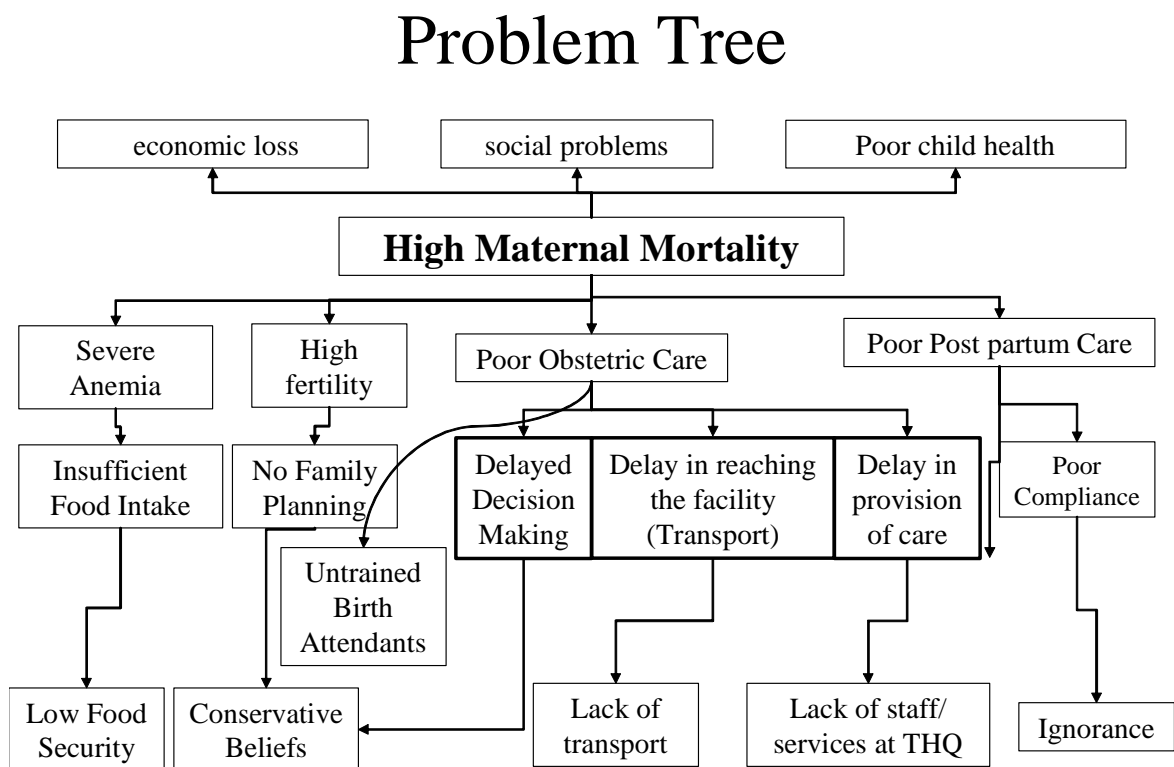 Problem Tree
economic loss
social problems
Poor child health
High Maternal Mortality
Severe
Anemia
High
fertility
Poor Obstetric Care
Poor Post partum Care
Insufficient
Food Intake
No Family
Planning
Delayed
Decision
Making
Delay in reaching
the facility
(Transport)
Delay in
provision
of care
Poor
Compliance
Untrained
Birth
Attendants
Low Food
Security
Conservative
Beliefs
Lack of
transport
Lack of staff/
services at THQ
Ignorance